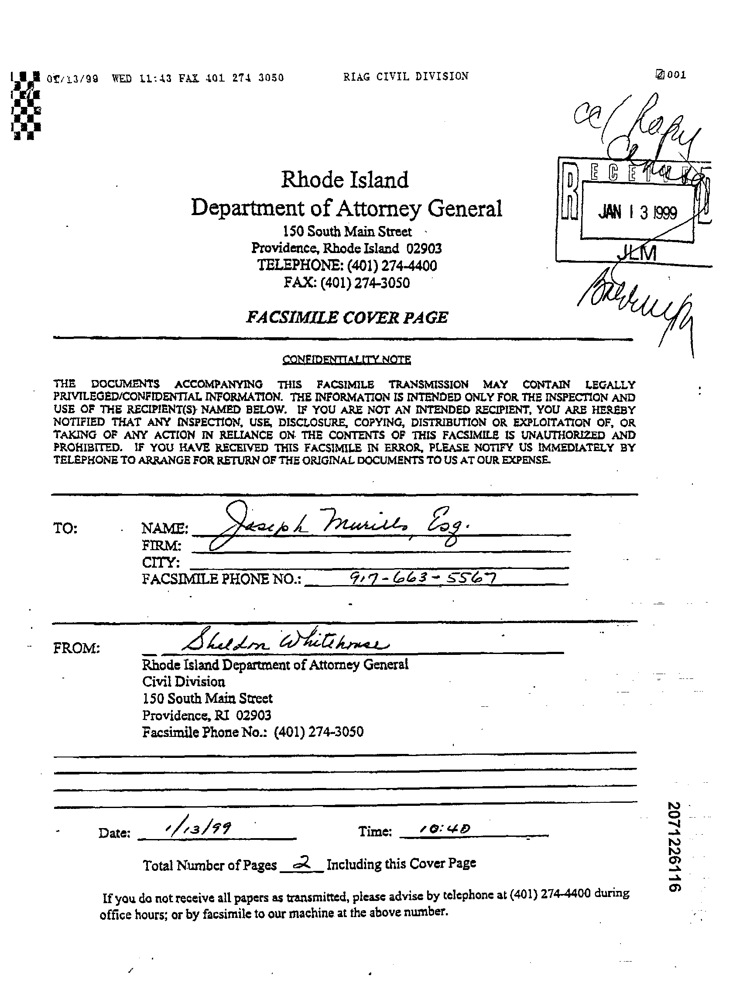 01/13/99 WED 11:43 FAX 401 274 3050 RIAG CIVIL DIVISION 001
cc/
RECEIVED
JAN 13 1999
JLM
Rhode Island
Department of Attorney General
150 South Main Street
Providence, Rhode Island 02903
TELEPHONE: (401) 274-4400
FAX: (401) 274-3050
FACSIMILE COVER PAGE
CONFIDENTIALITY NOTE
THE DOCUMENTS ACCOMPANYING THIS FACSIMILE TRANSMISSION MAY CONTAIN LEGALLY
PRIVILEGED/CONFIDENTIAL INFORMATION. THE INFORMATION IS INTENDED ONLY FOR THE INSPECTION AND
USE OF THE RECIPIENT(S) NAMED BELOW. IF YOU ARE NOT AN INTENDED RECIPIENT, YOU ARE HEREBY
NOTIFIED THAT ANY INSPECTION, USE, DISCLOSURE, COPYING, DISTRIBUTION OR EXPLOITATION OF, OR
TAKING OF ANY ACTION IN RELIANCE ON THE CONTENTS OF THIS FACSIMILE IS UNAUTHORIZED AND
PROHIBITED. IF YOU HAVE RECEIVED THIS FACSIMILE IN ERROR, PLEASE NOTIFY US IMMEDIATELY BY
TELEPHONE TO ARRANGE FOR RETURN OF THE ORIGINAL DOCUMENTS TO US AT OUR EXPENSE.
TO: NAME: Joseph Murillo, Esq.
FIRM:
CITY:
FACSIMILE PHONE NO.: 917-663-5567
FROM: Sheldon Whitehouse
Rhode Island Department of Attorney General
Civil Division
150 South Main Street
Providence, RI 02903
Facsimile Phone No.: (401) 274-3050
Date: 1/13/99 Time: 10:40
Total Number of Pages 2 Including this Cover Page
If you do not receive all papers as transmitted, please advise by telephone at (401) 274-4400 during
office hours; or by facsimile to our machine at the above number.
2071226116